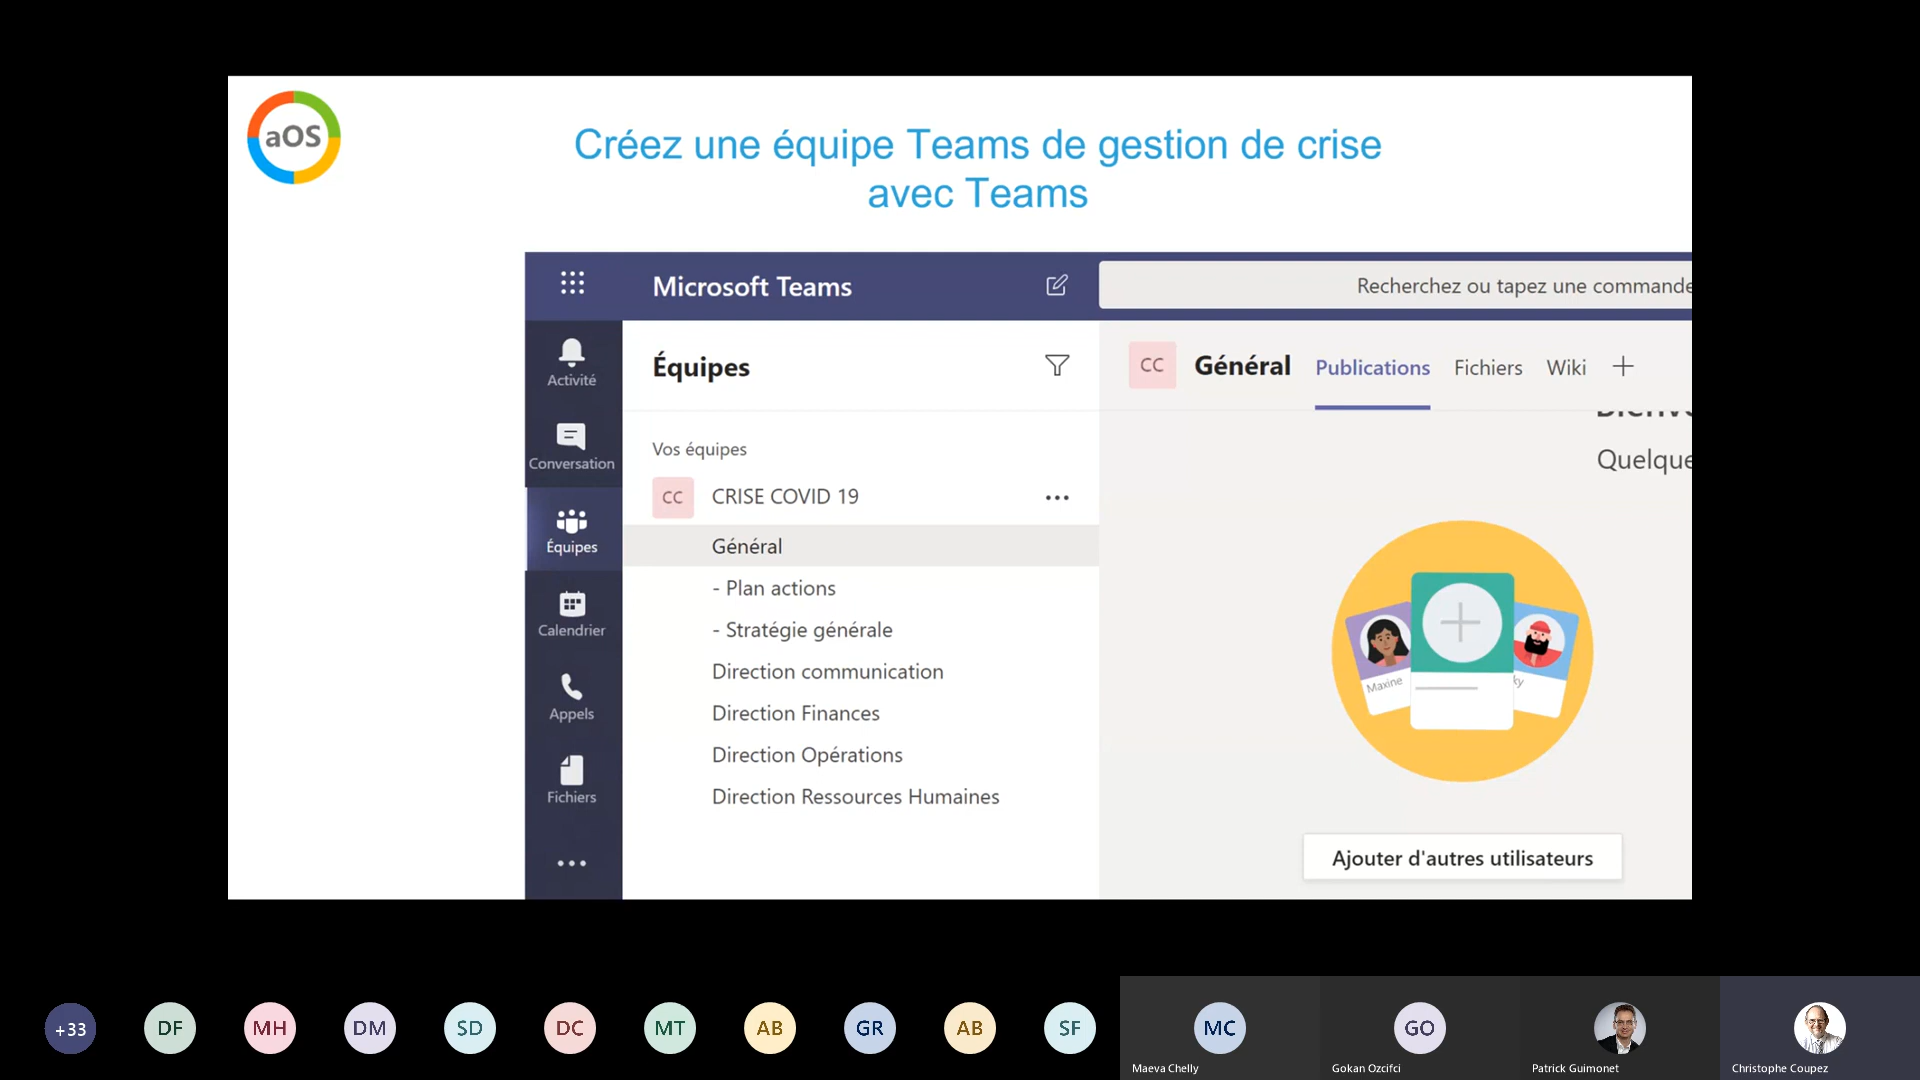 aOS
Créez une équipe Teams de gestion de crise
avec Teams
Microsoft Teams
Recherchez ou tapez une commande
Activité
Conversation
Équipes
Calendrier
Appels
Fichiers
Équipes
Vos équipes
CC CRISE COVID 19
Général
- Plan actions
- Stratégie générale
Direction communication
Direction Finances
Direction Opérations
Direction Ressources Humaines
CC Général Publications Fichiers Wiki
Quelque
Maxine
ky
Ajouter d'autres utilisateurs
+33 DF MH DM SD DC MT AB GR AB SF MC GO
Maeva Chelly Gokan Ozcifci Patrick Guimonet Christophe Coupez